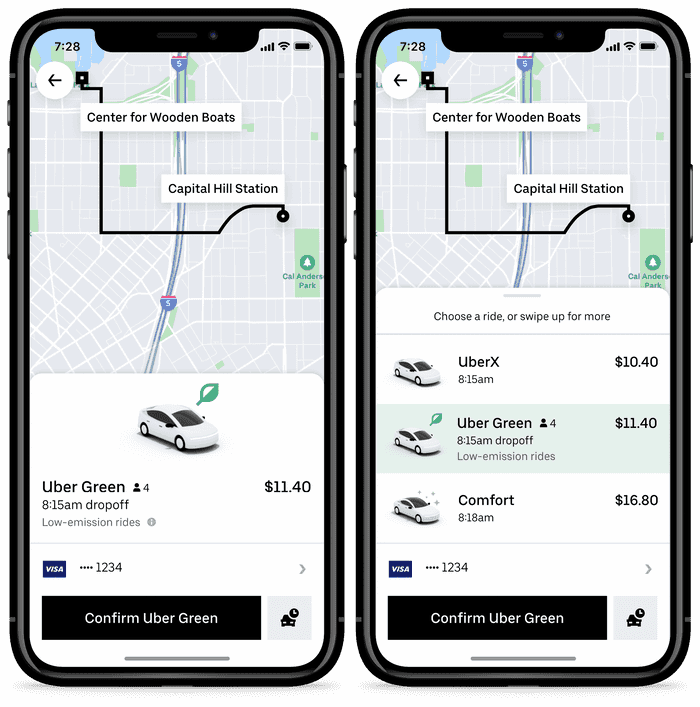 7:28
5
Center for Wooden Boats
Capital Hill Station
Cal Anders
Park
5
Uber Green 4
$11.40
8:15am dropoff
Low-emission rides
VISA •••• 1234
Confirm Uber Green
7:28
5
Center for Wooden Boats
Capital Hill Station
Cal Anders
Park
Choose a ride, or swipe up for more
UberX
$10.40
8:15am
Uber Green 4
$11.40
8:15am dropoff
Low-emission rides
Comfort
$16.80
8:18am
VISA •••• 1234
Confirm Uber Green